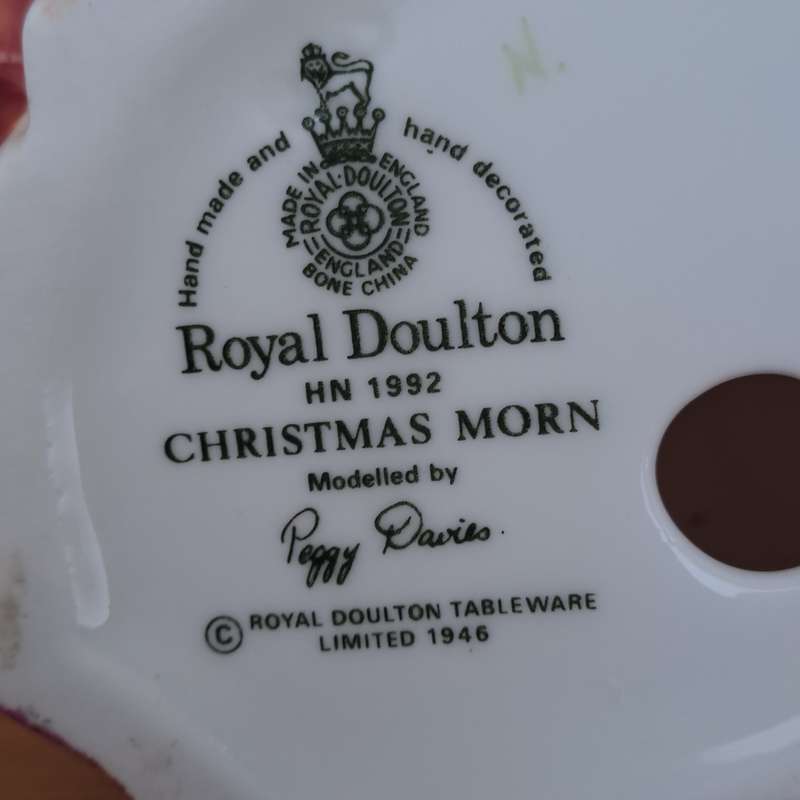 N.
Hand made and hand decorated
MADE IN ENGLAND
ROYAL·DOULTON
ENGLAND
BONE CHINA
Royal Doulton
HN 1992
CHRISTMAS MORN
Modelled by
Peggy Davies.
© ROYAL DOULTON TABLEWARE
LIMITED 1946